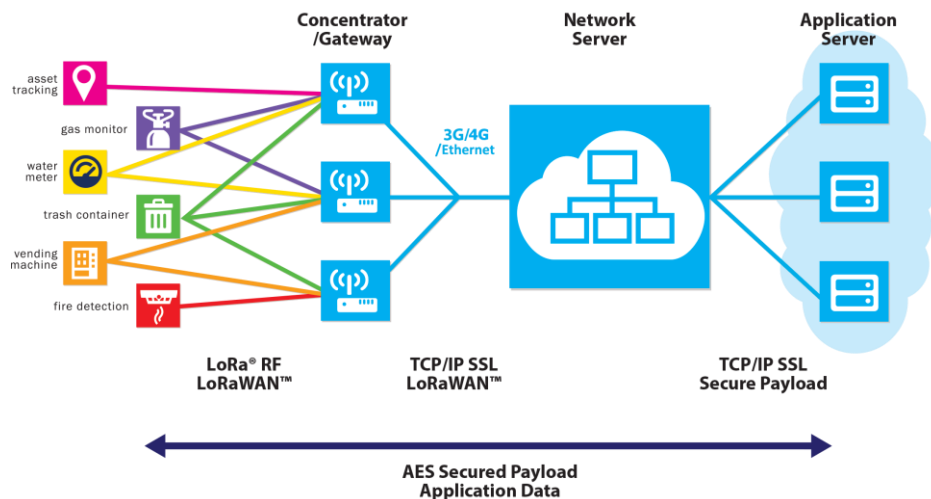 Concentrator
/Gateway
Network
Server
Application
Server
asset
tracking
gas monitor
water
meter
trash container
vending
machine
fire detection
3G/4G
/Ethernet
LoRa® RF
LoRaWAN™
TCP/IP SSL
LoRaWAN™
TCP/IP SSL
Secure Payload
AES Secured Payload
Application Data